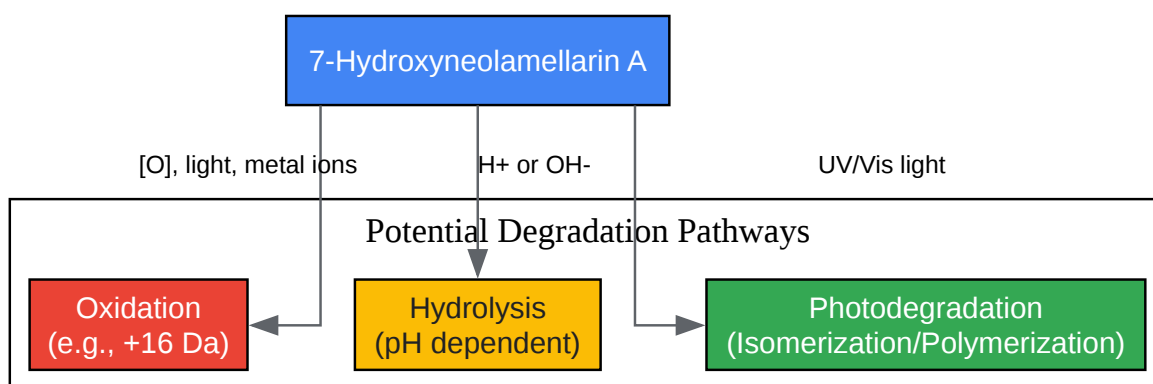 7-Hydroxyneolamellarin A
[O], light, metal ions
H+ or OH-
UV/Vis light
Potential Degradation Pathways
Oxidation
(e.g., +16 Da)
Hydrolysis
(pH dependent)
Photodegradation
(Isomerization/Polymerization)